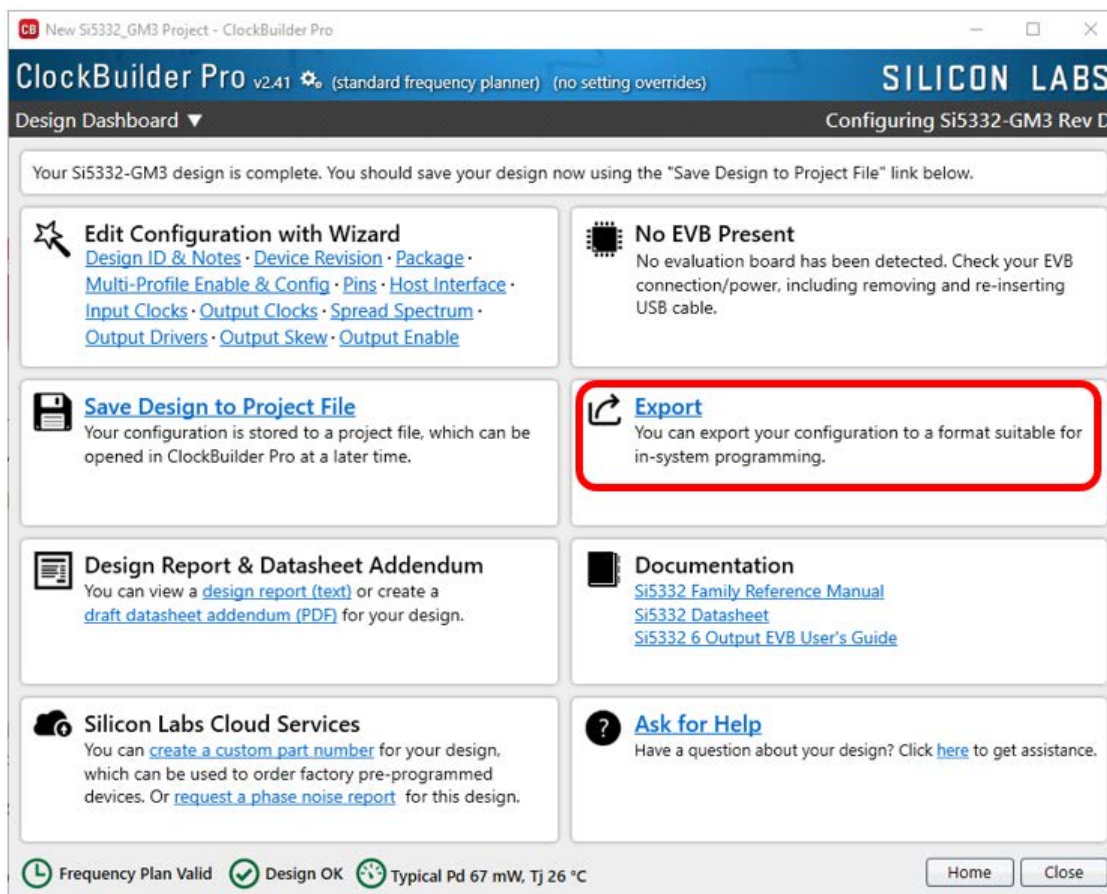 CB New Si5332_GM3 Project - ClockBuilder Pro
ClockBuilder Pro v2.41 (standard frequency planner) (no setting overrides)
SILICON LABS
Design Dashboard ▼
Configuring Si5332-GM3 Rev D
Your Si5332-GM3 design is complete. You should save your design now using the "Save Design to Project File" link below.
Edit Configuration with Wizard
Design ID & Notes · Device Revision · Package ·
Multi-Profile Enable & Config · Pins · Host Interface ·
Input Clocks · Output Clocks · Spread Spectrum ·
Output Drivers · Output Skew · Output Enable
No EVB Present
No evaluation board has been detected. Check your EVB
connection/power, including removing and re-inserting
USB cable.
Save Design to Project File
Your configuration is stored to a project file, which can be
opened in ClockBuilder Pro at a later time.
Export
You can export your configuration to a format suitable for
in-system programming.
Design Report & Datasheet Addendum
You can view a design report (text) or create a
draft datasheet addendum (PDF) for your design.
Documentation
Si5332 Family Reference Manual
Si5332 Datasheet
Si5332 6 Output EVB User's Guide
Silicon Labs Cloud Services
You can create a custom part number for your design,
which can be used to order factory pre-programmed
devices. Or request a phase noise report for this design.
? Ask for Help
Have a question about your design? Click here to get assistance.
Frequency Plan Valid
Design OK
Typical Pd 67 mW, Tj 26 °C
Home
Close